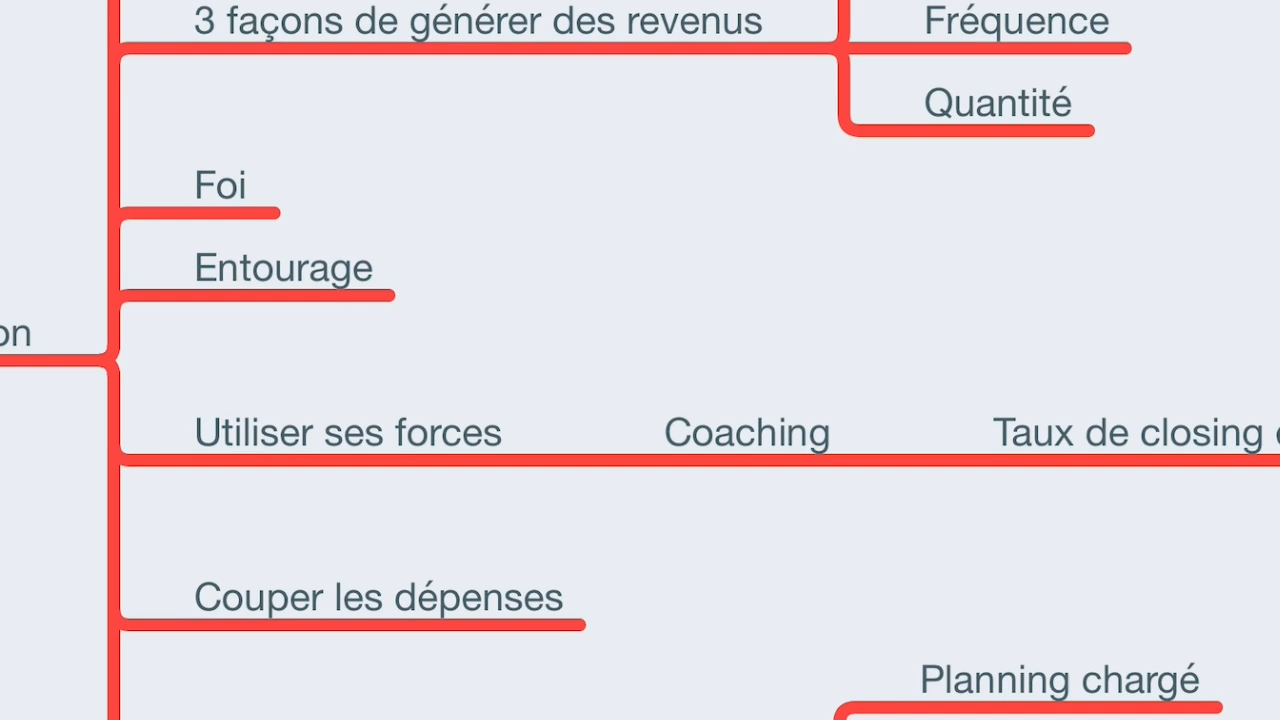 3 façons de générer des revenus
Fréquence
Quantité
Foi
Entourage
on
Utiliser ses forces
Coaching
Taux de closing
Couper les dépenses
Planning chargé